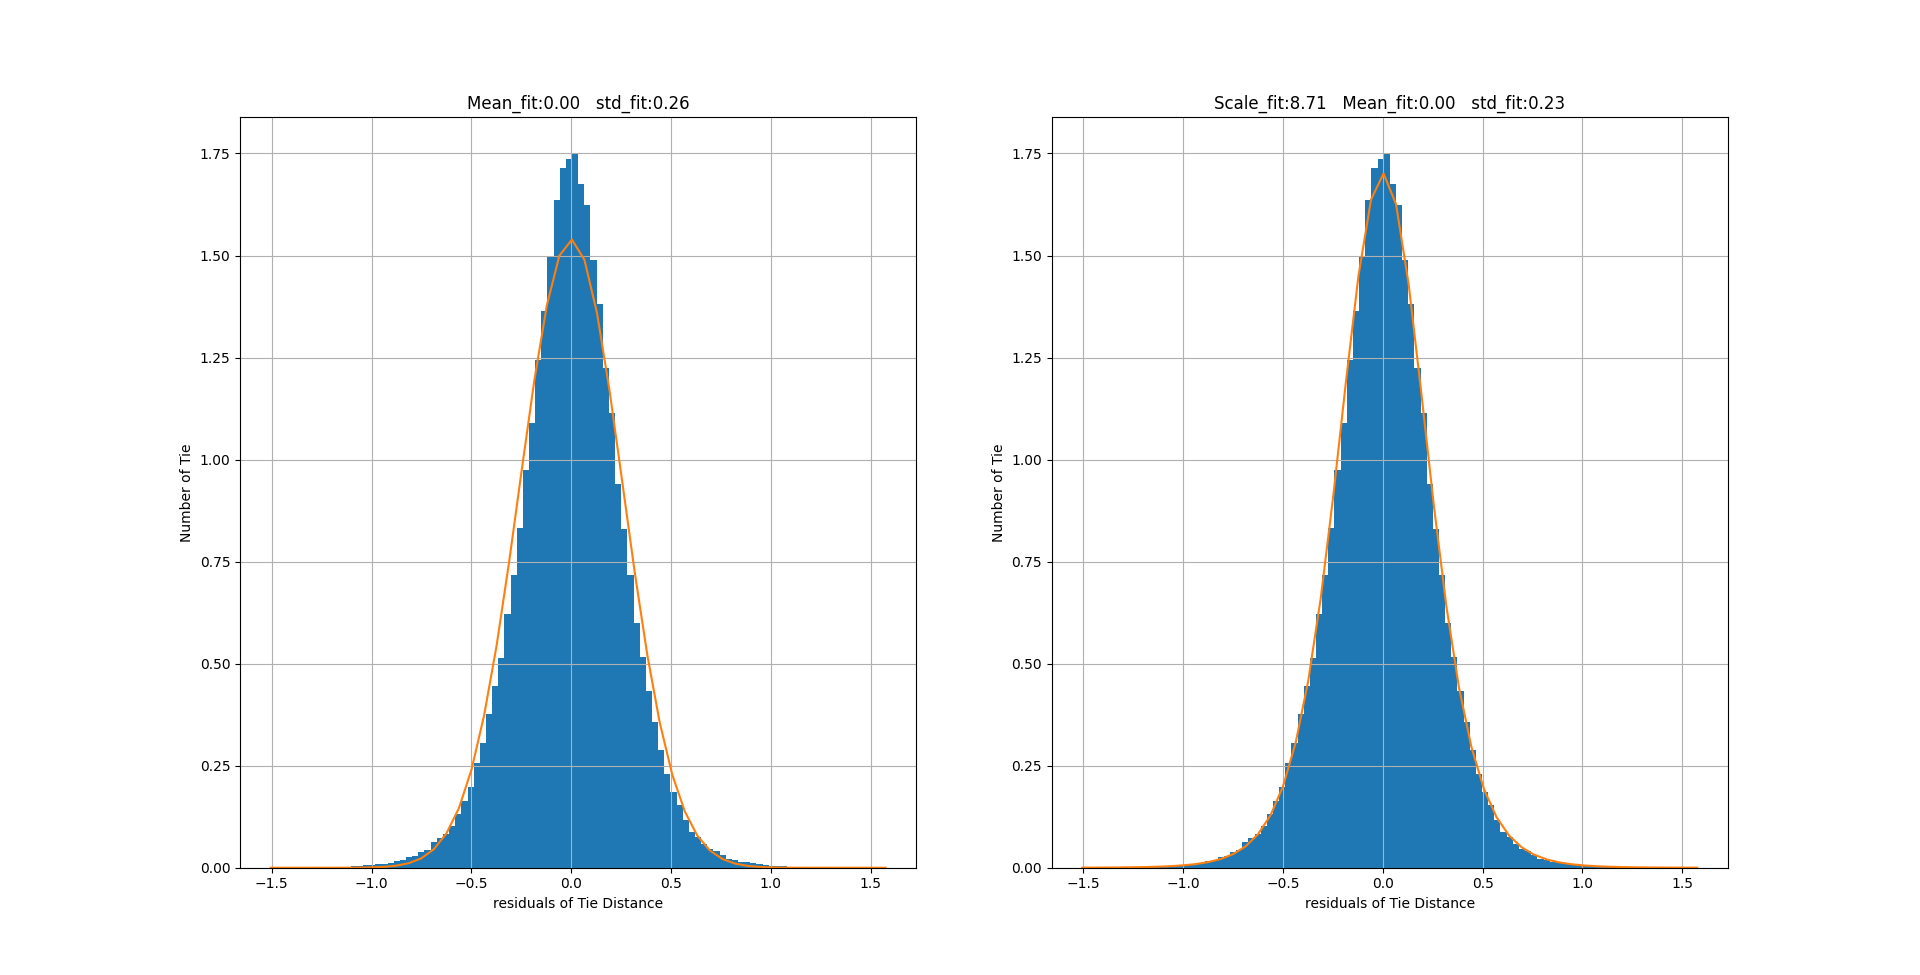 Mean_fit:0.00 std_fit:0.26
1.75
1.50
1.25
1.00
0.75
0.50
0.25
0.00
Number of Tie
−1.5 −1.0 −0.5 0.0 0.5 1.0 1.5
residuals of Tie Distance
Scale_fit:8.71 Mean_fit:0.00 std_fit:0.23
1.75
1.50
1.25
1.00
0.75
0.50
0.25
0.00
Number of Tie
−1.5 −1.0 −0.5 0.0 0.5 1.0 1.5
residuals of Tie Distance